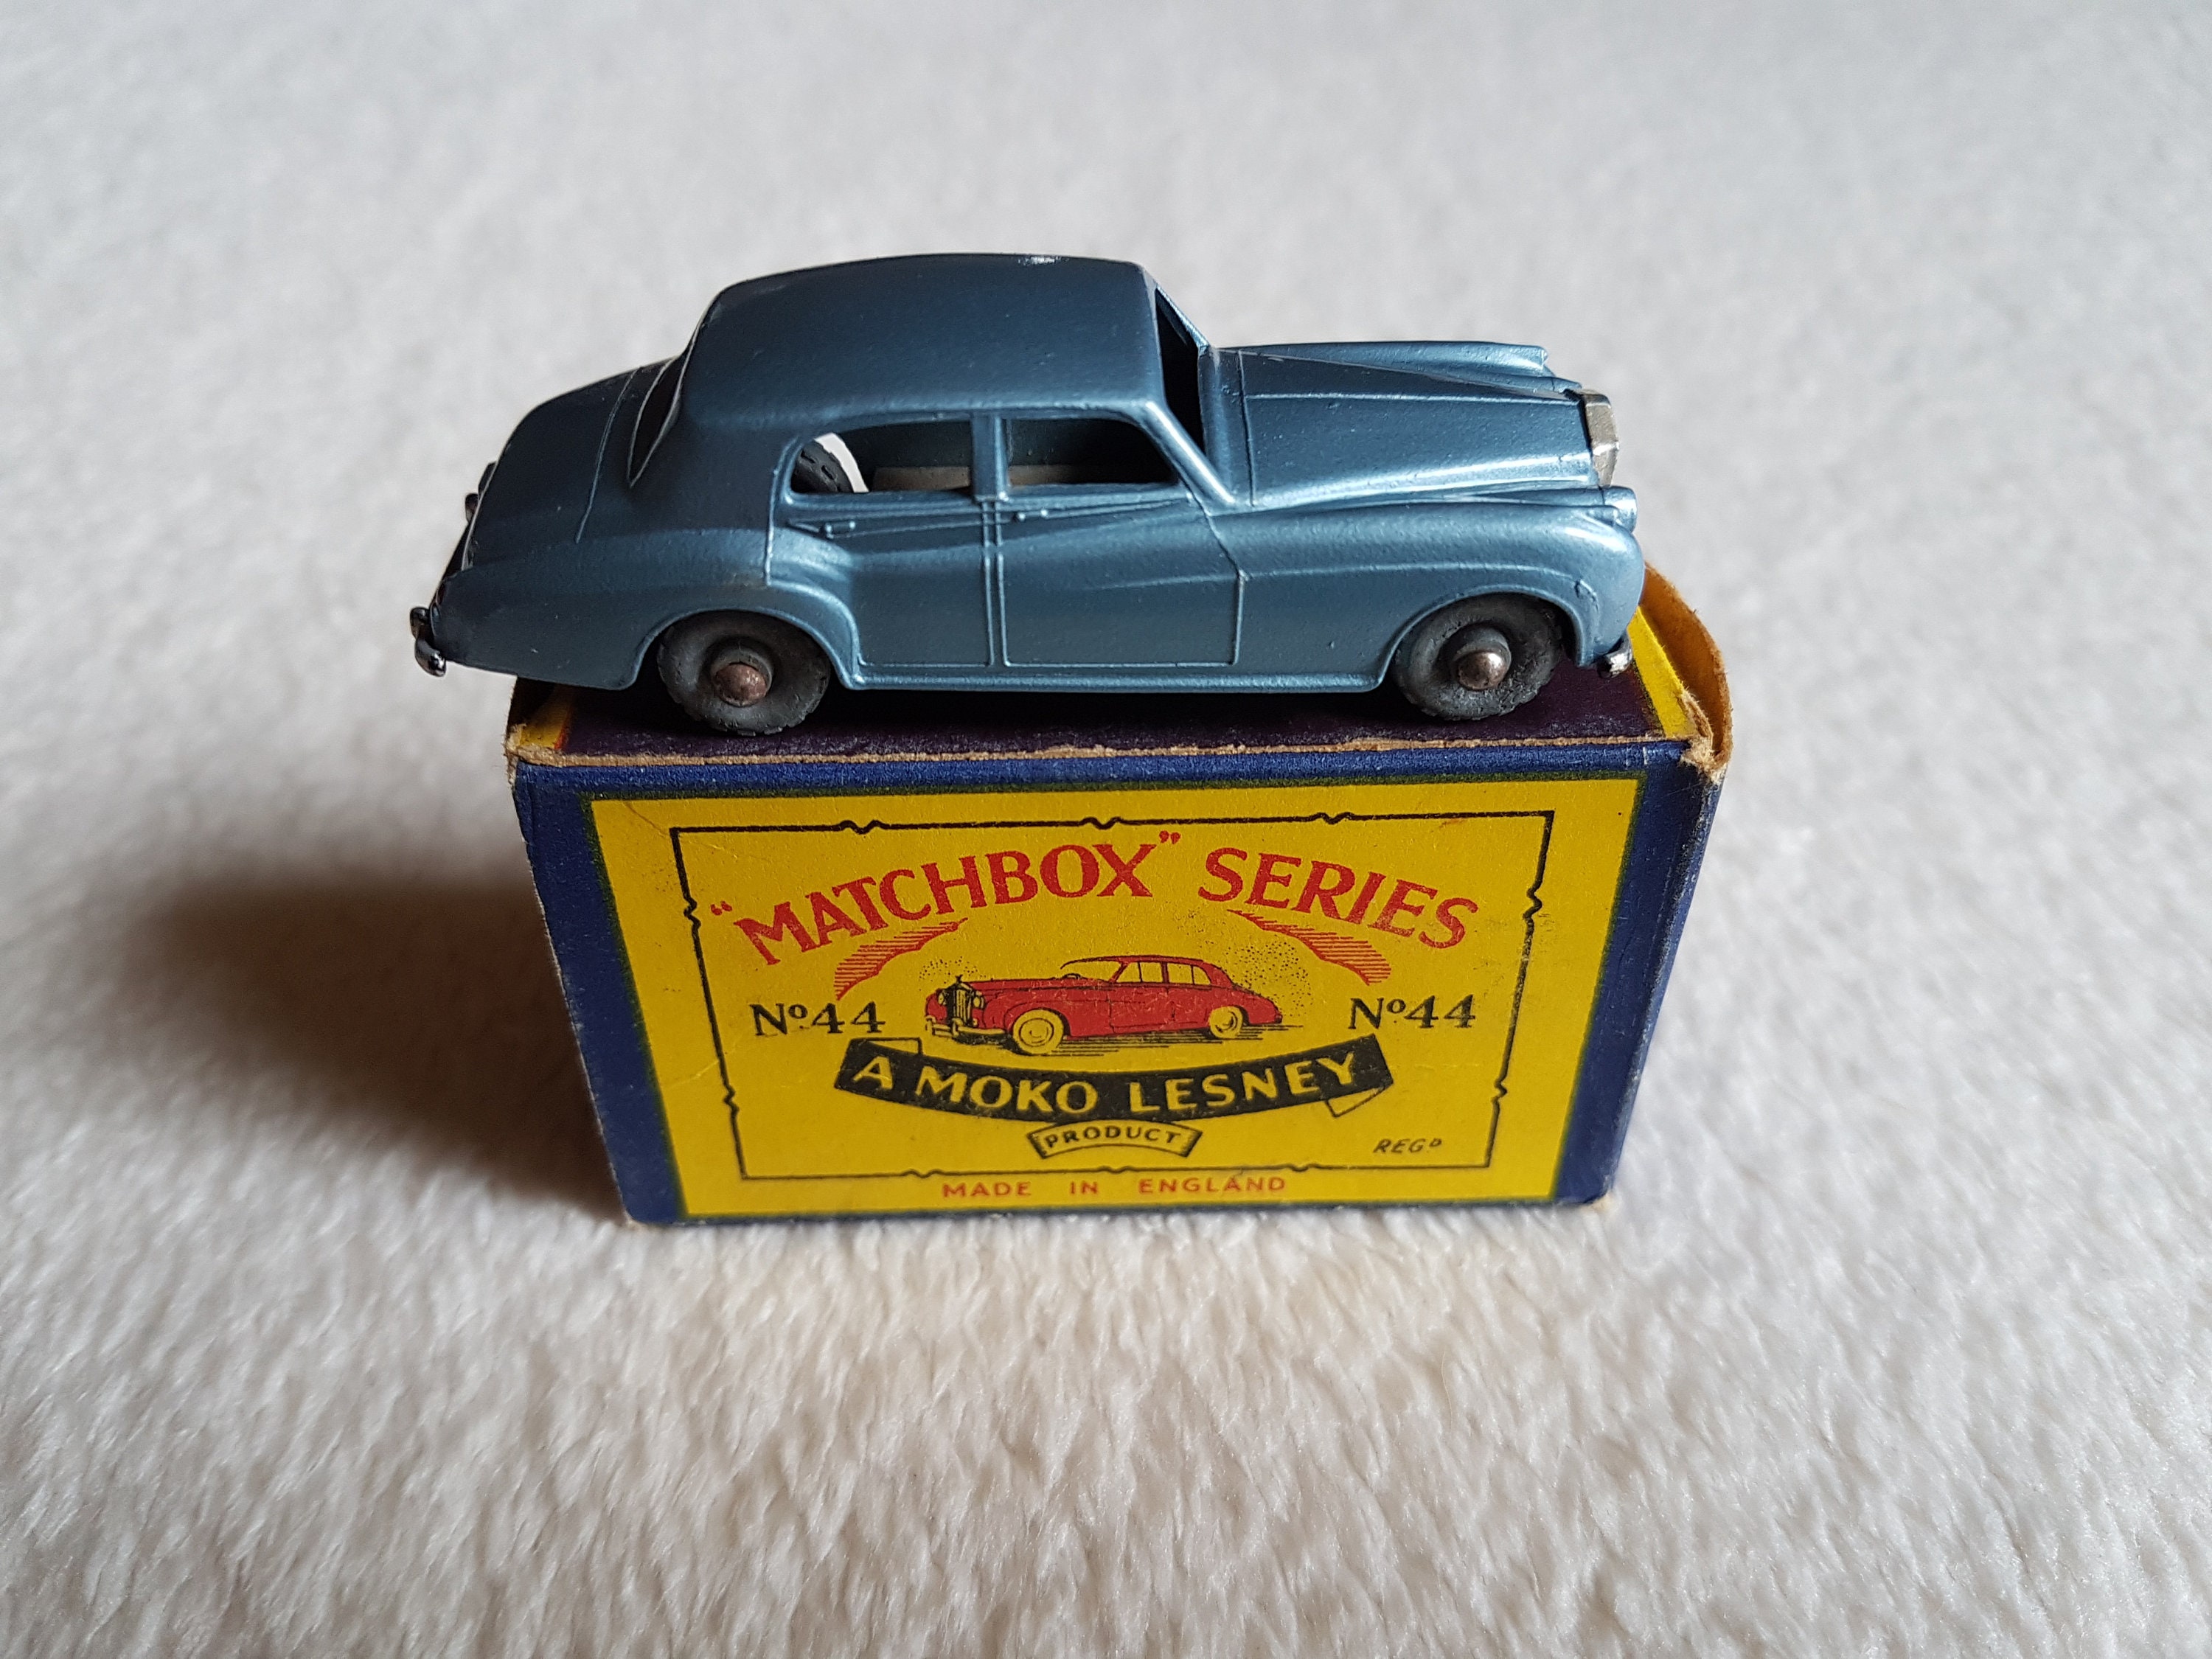 "MATCHBOX" SERIES
Nº44 Nº44
A MOKO LESNEY
PRODUCT
REGD
MADE IN ENGLAND